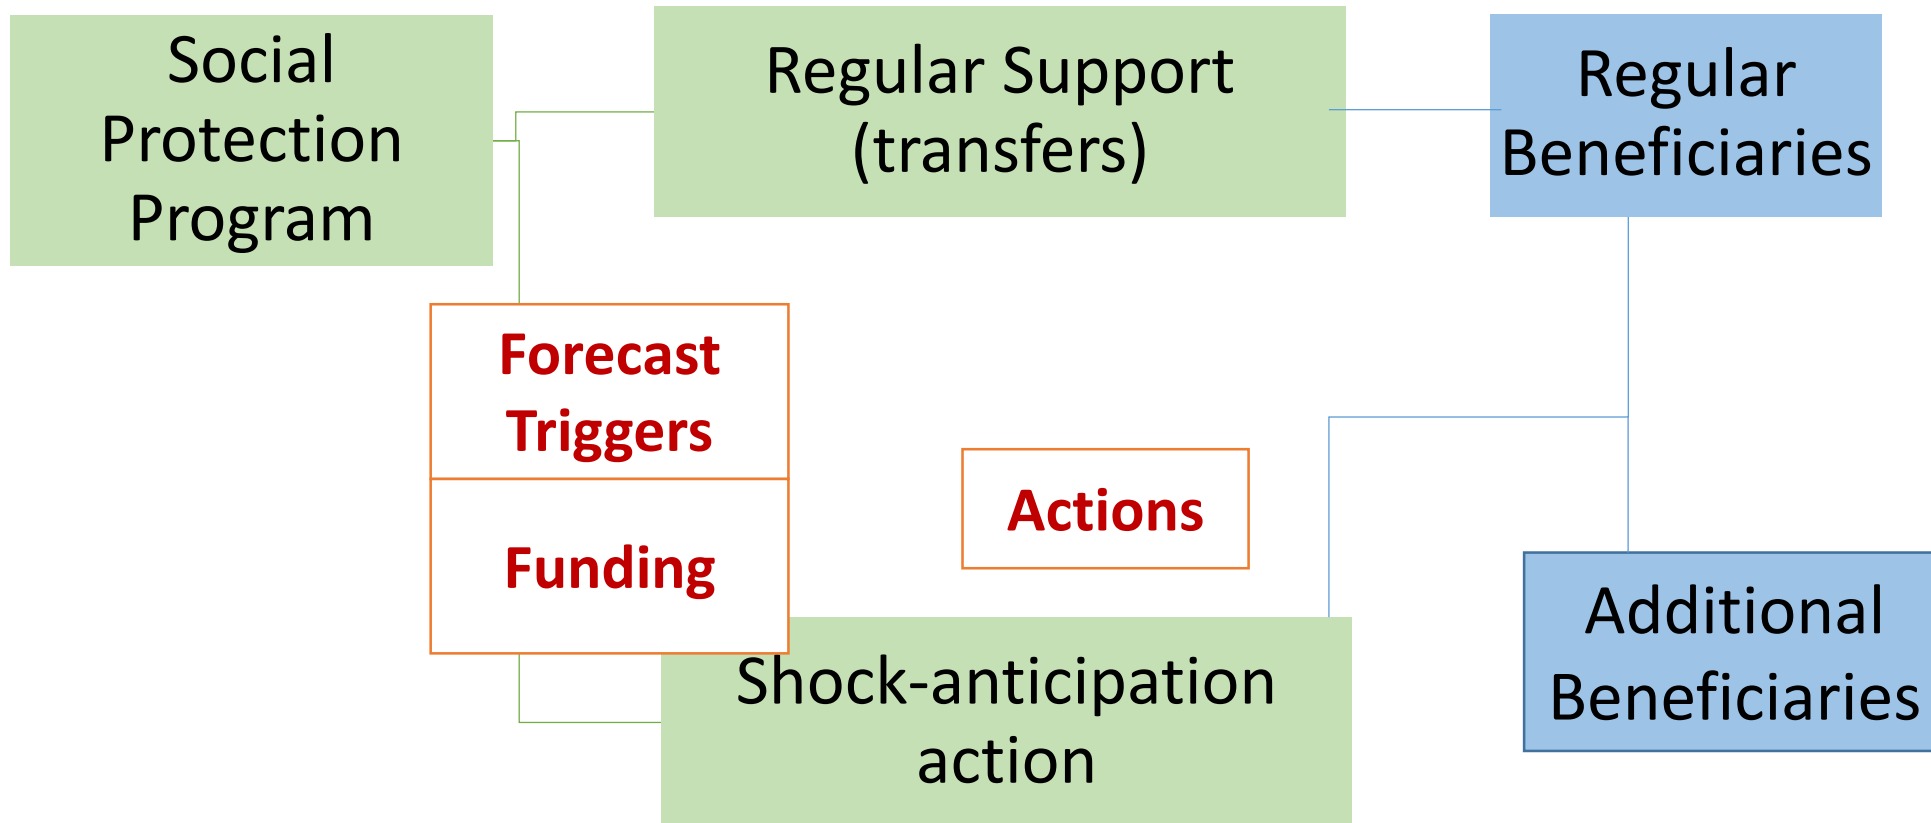 Social
Protection
Program
Regular Support
(transfers)
Regular
Beneficiaries
Forecast
Triggers
Funding
Actions
Shock-anticipation
action
Additional
Beneficiaries